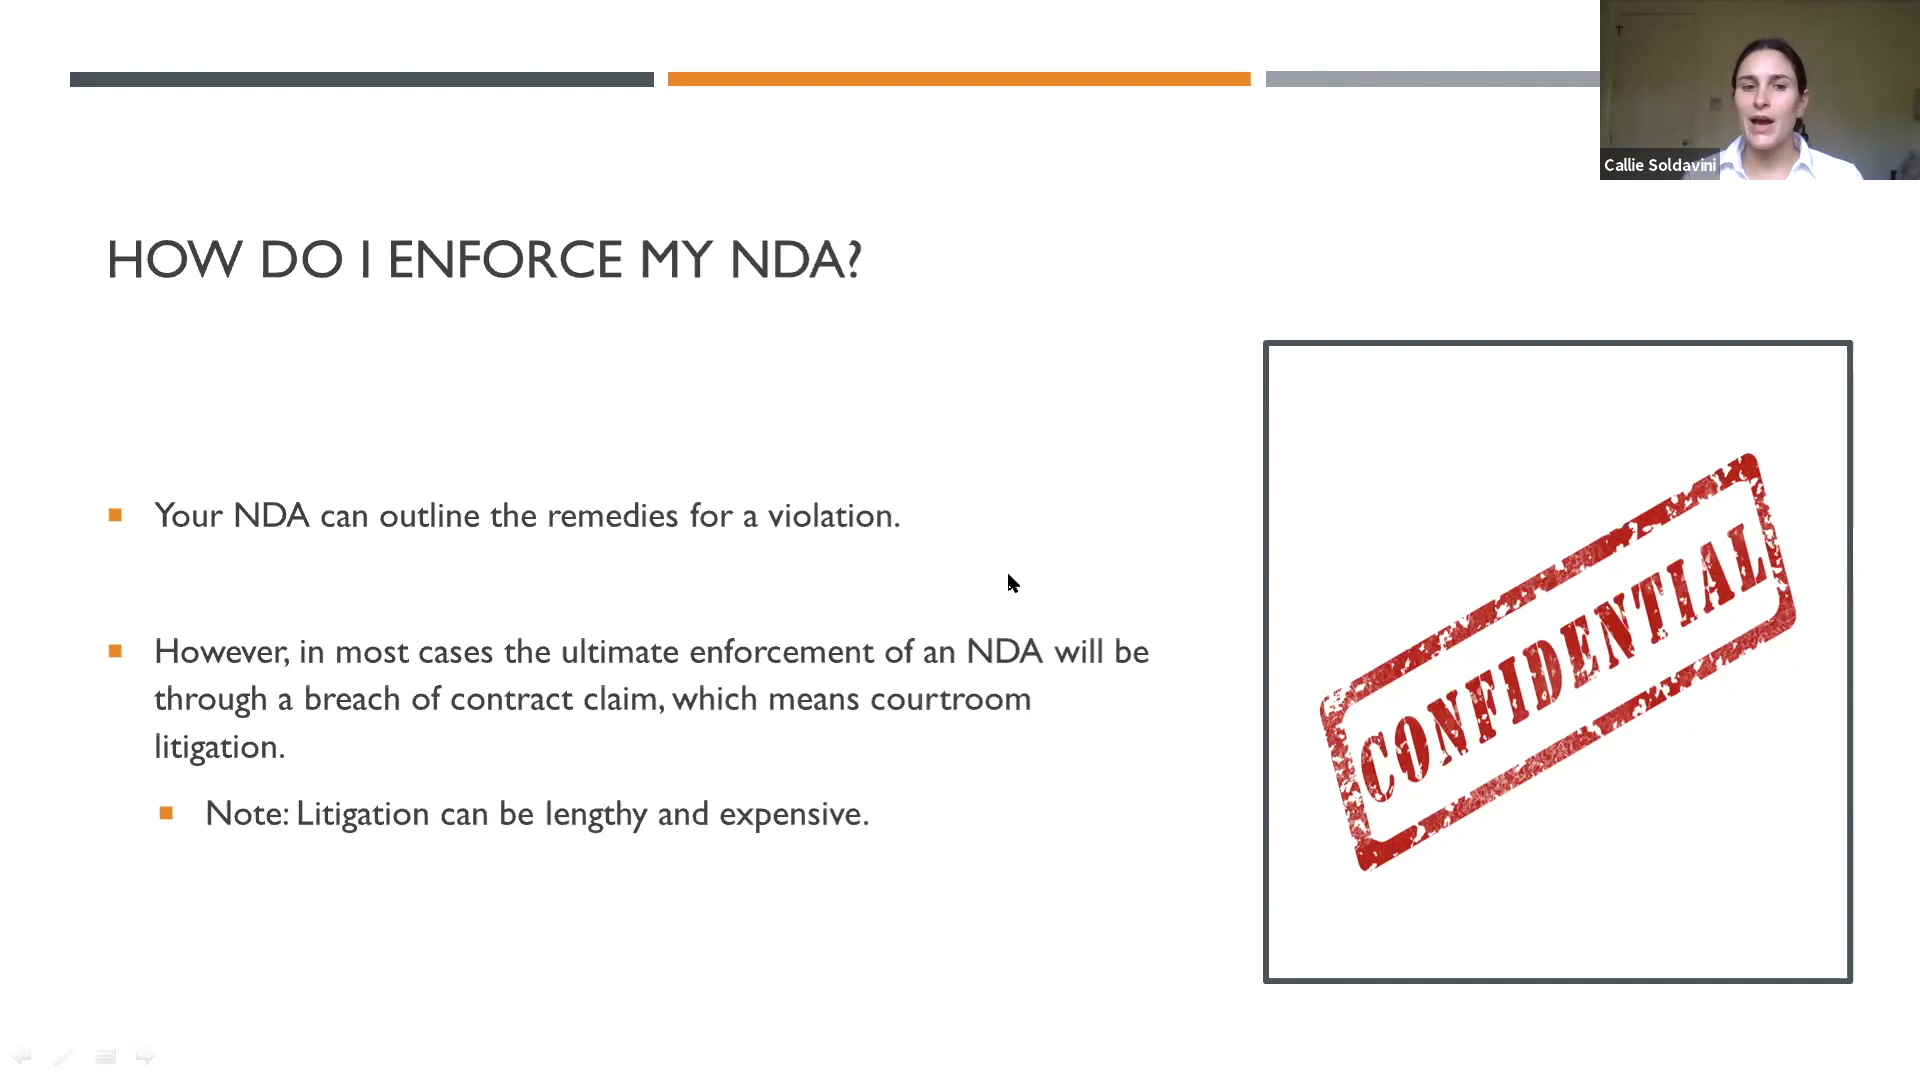 Callie Soldavini
HOW DO I ENFORCE MY NDA?
Your NDA can outline the remedies for a violation.
However, in most cases the ultimate enforcement of an NDA will be
through a breach of contract claim, which means courtroom
litigation.
Note: Litigation can be lengthy and expensive.
CONFIDENTIAL